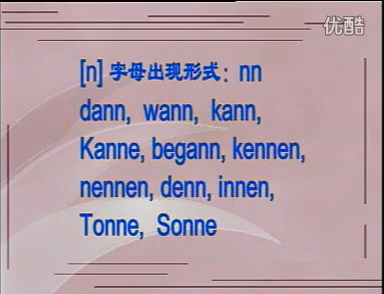 优酷
[n] 字母出现形式: nn
dann, wann, kann,
Kanne, begann, kennen,
nennen, denn, innen,
Tonne, Sonne